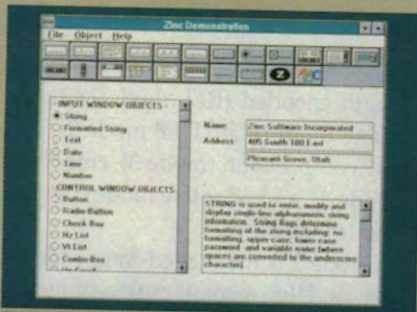 Zinc Demonstration
File Object Help
INPUT WINDOW OBJECTS
String
Formatted String
Text
Date
Time
Number
CONTROL WINDOW OBJECTS
Button
Radio Button
Check Box
Hz List
Vt List
Combo Box
Hz Scroll
Name: Zinc Software Incorporated
Address: 405 South 100 East
Pleasant Grove, Utah
STRING is used to enter, modify and
display single-line alphanumeric string
information. String flags determine
formatting of the string including: no
formatting, upper-case, lower-case,
password and variable name (where
spaces are converted to the underscore
character).